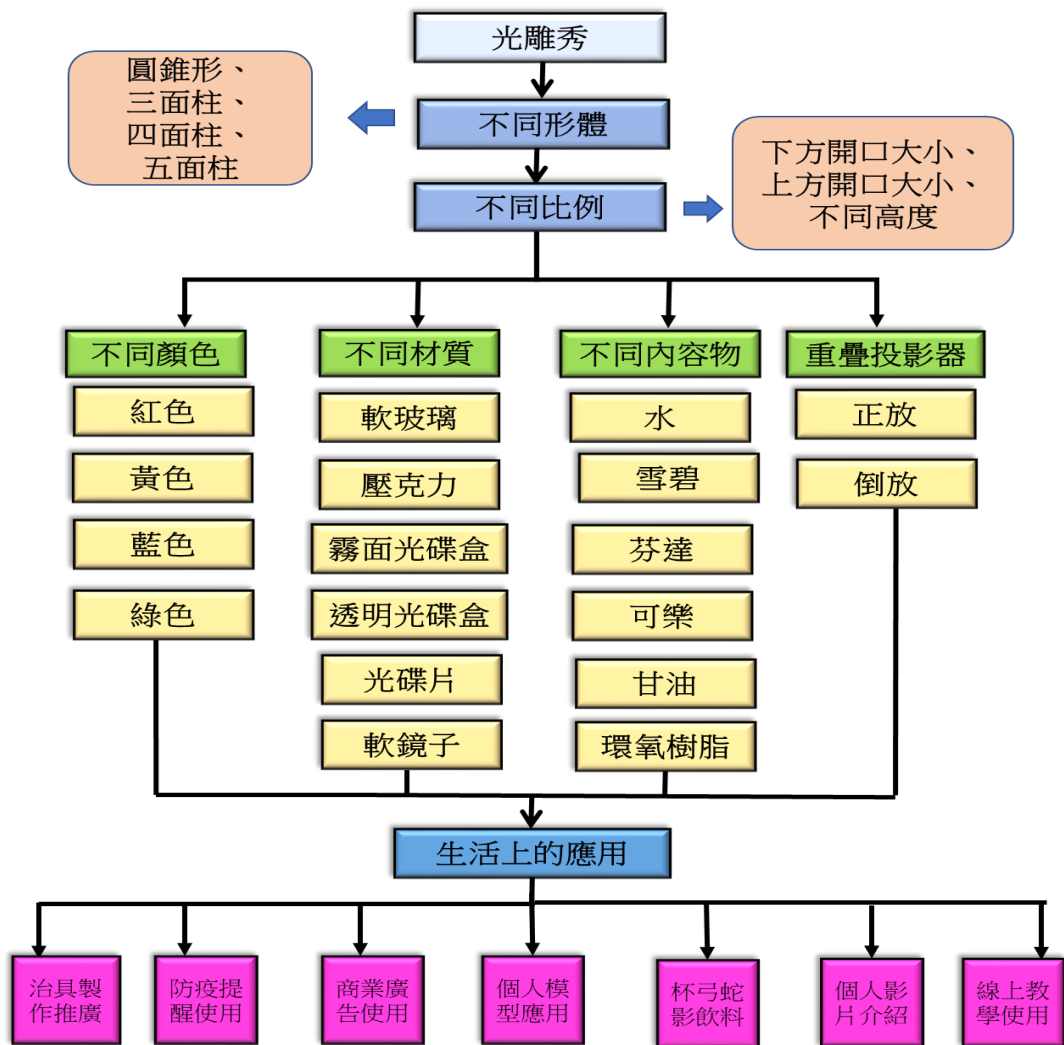 光雕秀
圓錐形、
三面柱、
四面柱、
五面柱
不同形體
不同比例
下方開口大小、
上方開口大小、
不同高度
不同顏色
紅色
黃色
藍色
綠色
不同材質
軟玻璃
壓克力
霧面光碟盒
透明光碟盒
光碟片
軟鏡子
不同內容物
水
雪碧
芬達
可樂
甘油
環氧樹脂
重疊投影器
正放
倒放
生活上的應用
治具製
作推廣
防疫提
醒使用
商業廣
告使用
個人模
型應用
杯弓蛇
影飲料
個人影
片介紹
線上教
學使用